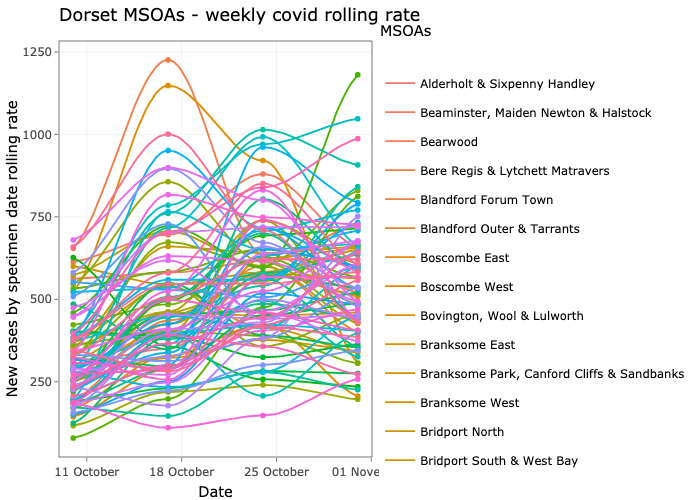 Dorset MSOAs - weekly covid rolling rate
MSOAs
New cases by specimen date rolling rate
1250
1000
750
500
250
11 October
18 October
25 October
01 Nove
Date
Alderholt & Sixpenny Handley
Beaminster, Maiden Newton & Halstock
Bearwood
Bere Regis & Lytchett Matravers
Blandford Forum Town
Blandford Outer & Tarrants
Boscombe East
Boscombe West
Bovington, Wool & Lulworth
Branksome East
Branksome Park, Canford Cliffs & Sandbanks
Branksome West
Bridport North
Bridport South & West Bay